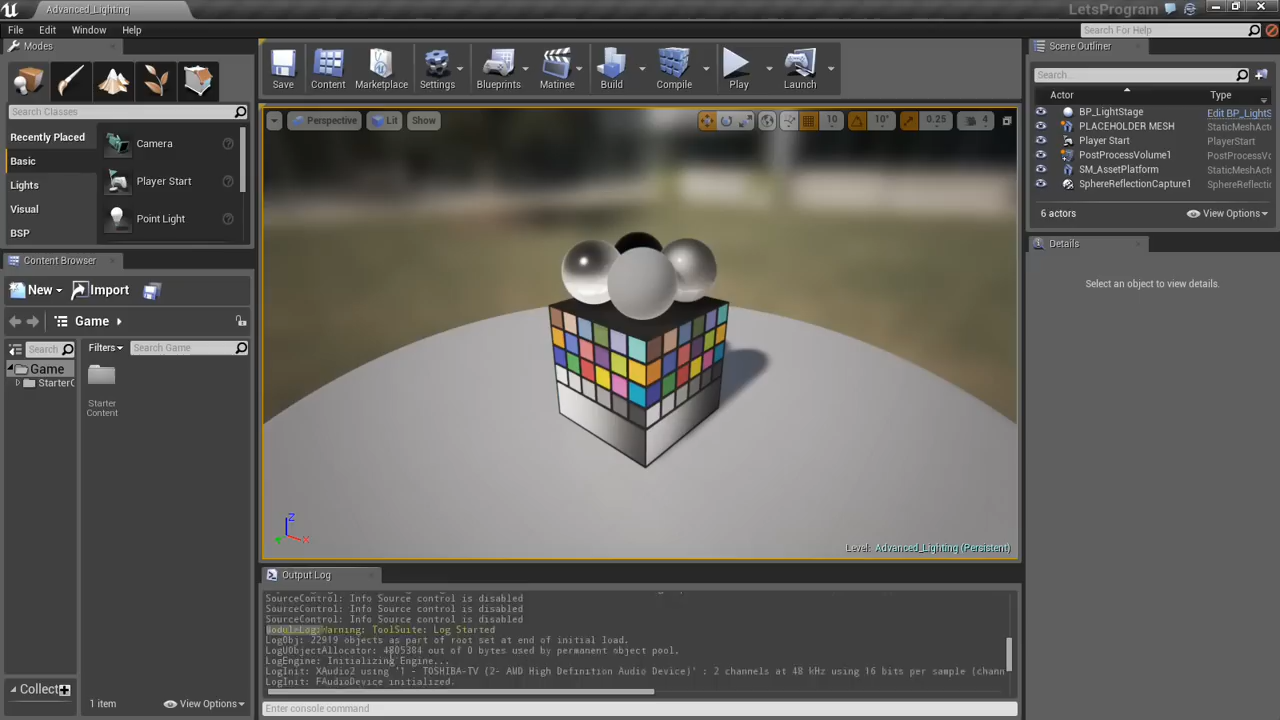 Advanced_Lighting
LetsProgram
File Edit Window Help
Search For Help
Modes
Search Classes
Recently Placed
Basic
Lights
Visual
BSP
Camera
Player Start
Point Light
Save Content Marketplace Settings Blueprints Matinee Build Compile Play Launch
Perspective Lit Show 10 10° 0.25 4
Level: Advanced_Lighting (Persistent)
Scene Outliner
Search...
Actor Type
BP_LightStage Edit BP_LightS
PLACEHOLDER MESH StaticMeshAct
Player Start PlayerStart
PostProcessVolume1 PostProcessVo
SM_AssetPlatform StaticMeshAct
SphereReflectionCapture1 SphereReflectio
6 actors View Options
Details
Select an object to view details.
Content Browser
New Import
Game
Search
Filters Search Game
Game
StarterC
Starter
Content
Collect
1 item View Options
Output Log
SourceControl: Info Source control is disabled
SourceControl: Info Source control is disabled
SourceControl: Info Source control is disabled
ModuleLog:Warning: ToolSuite: Log Started
LogObj: 22919 objects as part of root set at end of initial load.
LogUObjectAllocator: 4805384 out of 0 bytes used by permanent object pool.
LogEngine: Initializing Engine...
LogInit: XAudio2 using '1 - TOSHIBA-TV (2- AMD High Definition Audio Device)' : 2 channels at 48 kHz using 16 bits per sample (chann
LogInit: FAudioDevice initialized.
Enter console command